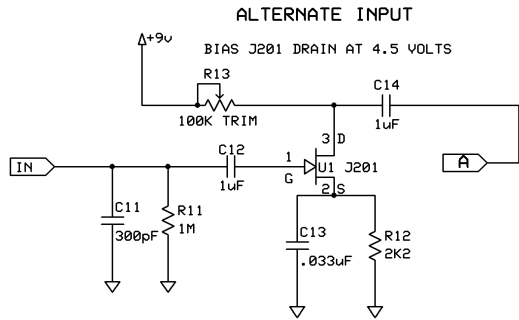 ALTERNATE INPUT
+9v
BIAS J201 DRAIN AT 4.5 VOLTS
R13
C14
100K TRIM
1uF
3 D
C12
1
U1 J201
A
IN
1uF
G
2 S
C11
R11
300pF
1M
C13
R12
.033uF
2K2